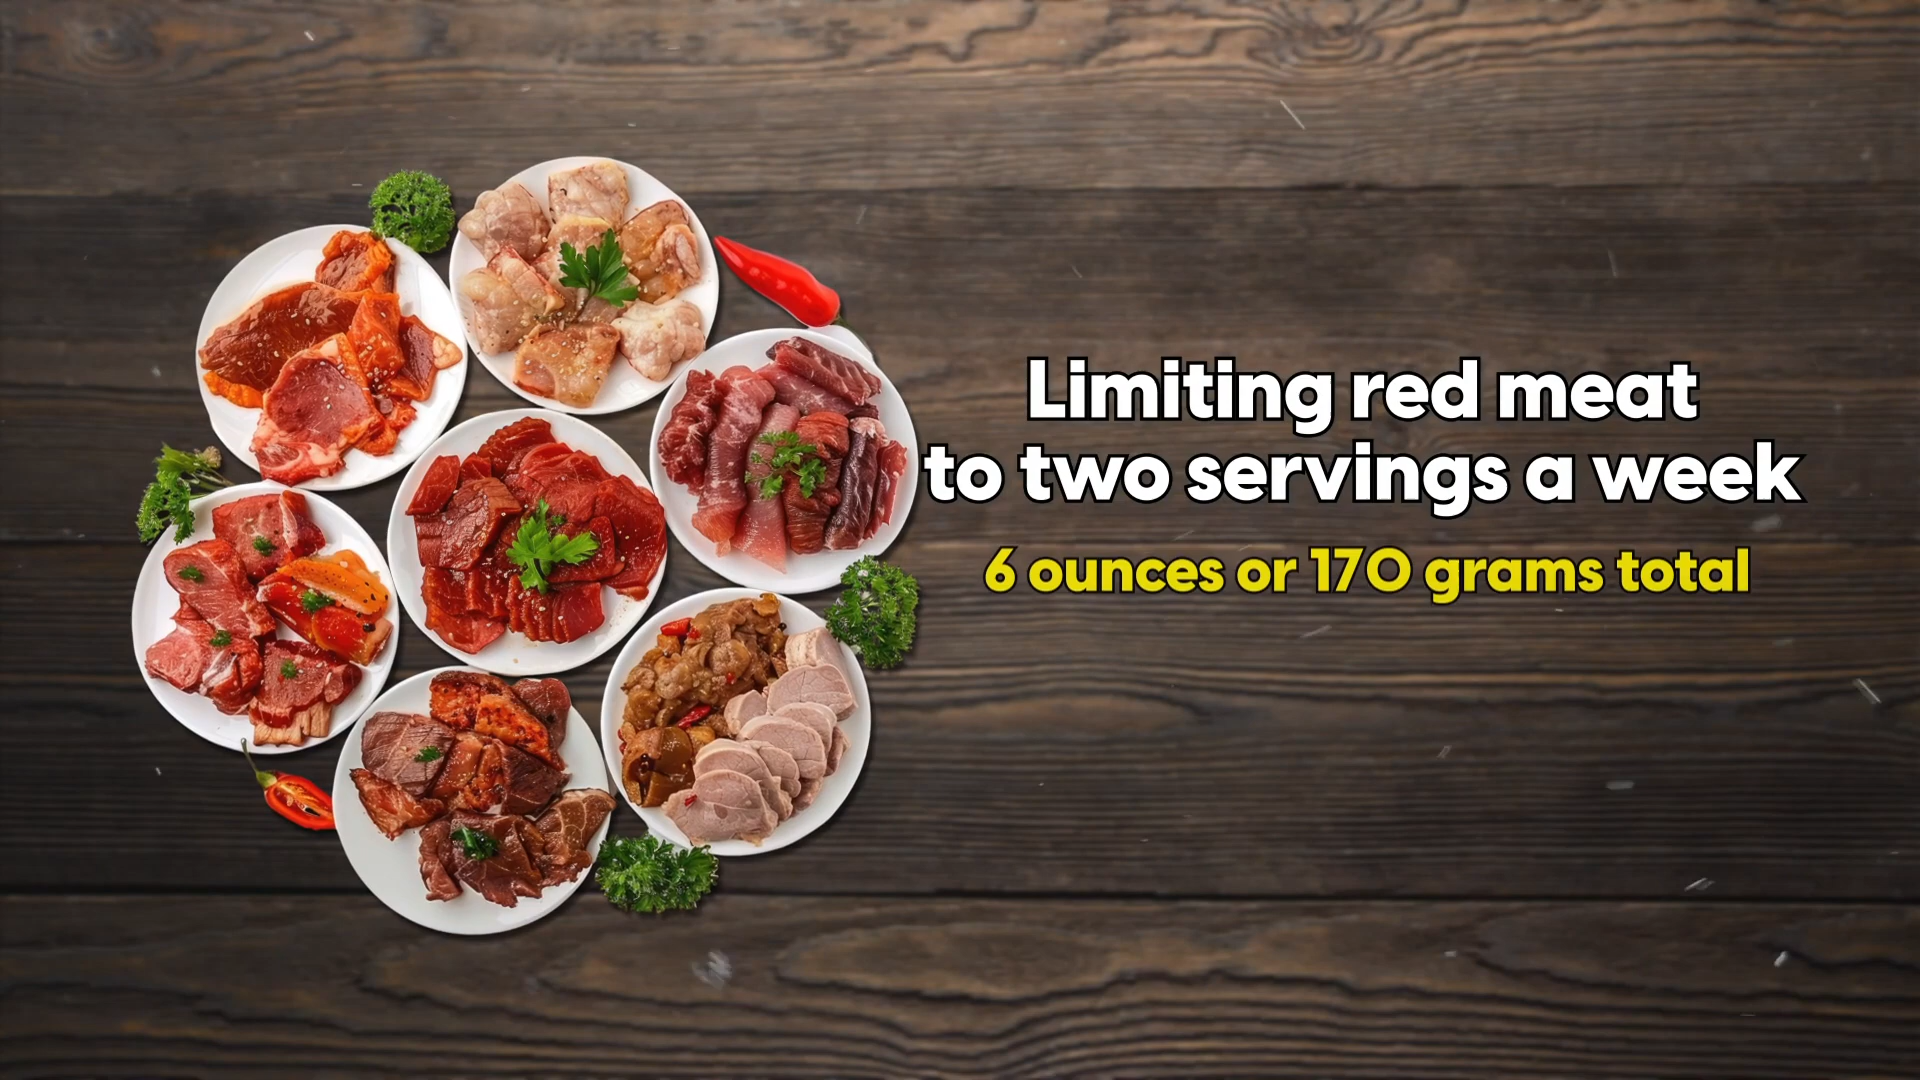 Limiting red meat
to two servings a week
6 ounces or 170 grams total